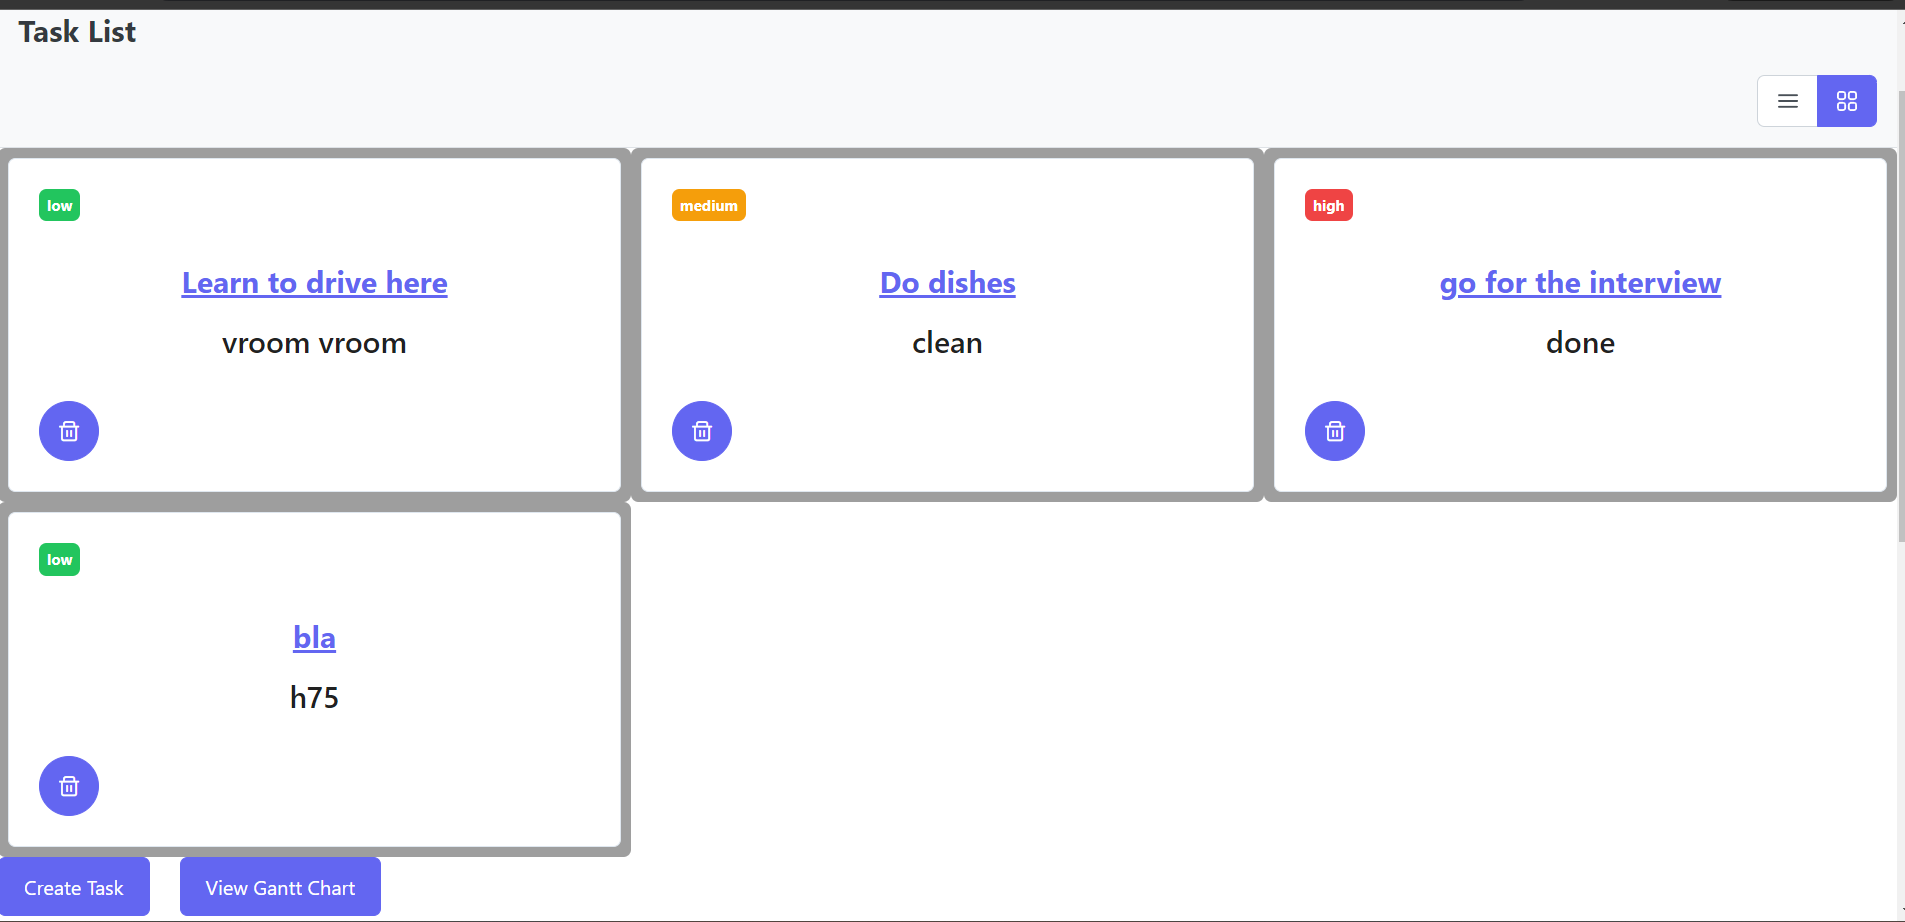 Task List
low
Learn to drive here
vroom vroom
medium
Do dishes
clean
high
go for the interview
done
low
bla
h75
Create Task
View Gantt Chart